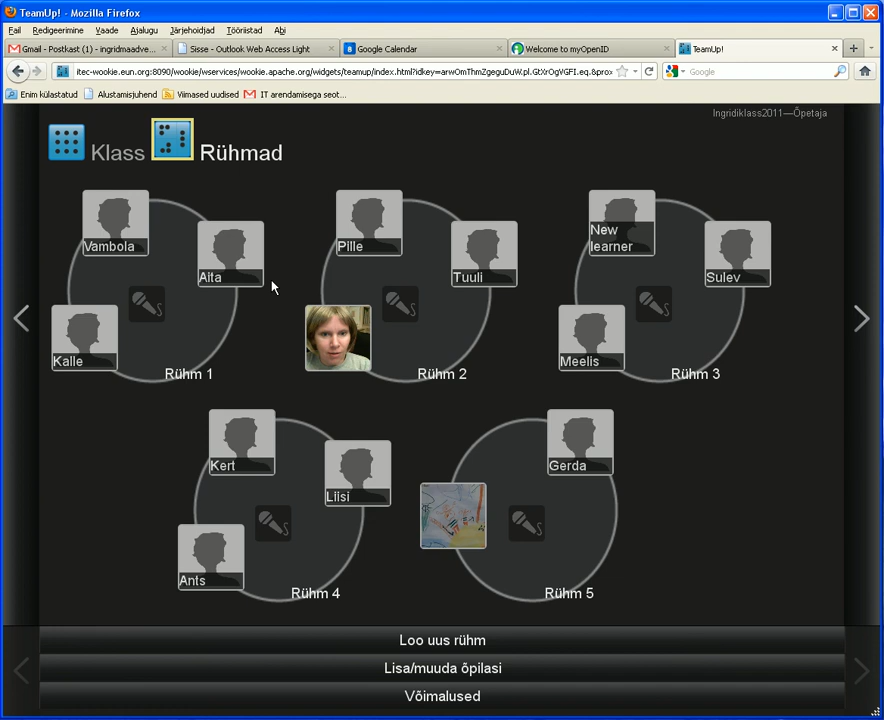 TeamUp! - Mozilla Firefox
Fail Redigeerimine Vaade Ajalugu Järjehoidjad Tööriistad Abi
Gmail - Postkast (1) - ingridmaadve... Sisse - Outlook Web Access Light Google Calendar Welcome to myOpenID TeamUp!
itec-wookie.eun.org:8090/wookie/wservices/wookie.apache.org/widgets/teamup/index.html?idkey=arwOmThmZgeguDuW.pl.GtXrOgVGFI.eq.&prox Google
Enim külastatud Alustamisjuhend Viimased uudised IT arendamisega seot...
Ingridiklass2011—Õpetaja
Klass Rühmad
Vambola
Aita
Kalle
Rühm 1
Pille
Tuuli
Rühm 2
New
learner
Sulev
Meelis
Rühm 3
Kert
Liisi
Ants
Rühm 4
Gerda
Rühm 5
Loo uus rühm
Lisa/muuda õpilasi
Võimalused